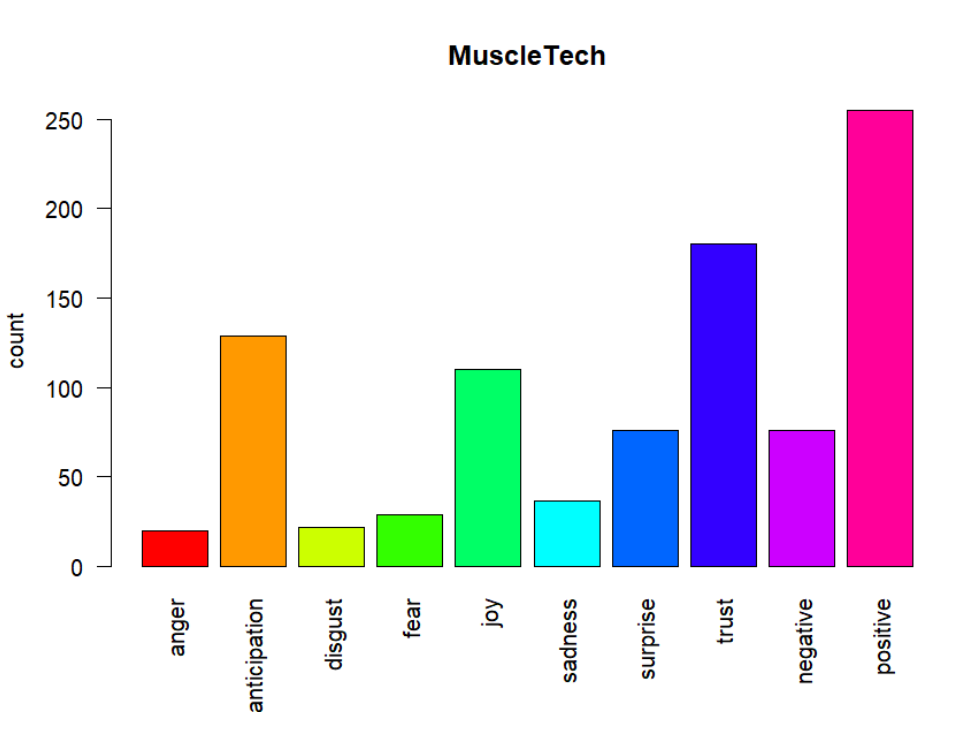 MuscleTech
count
250
200
150
100
50
0
anger
anticipation
disgust
fear
joy
sadness
surprise
trust
negative
positive